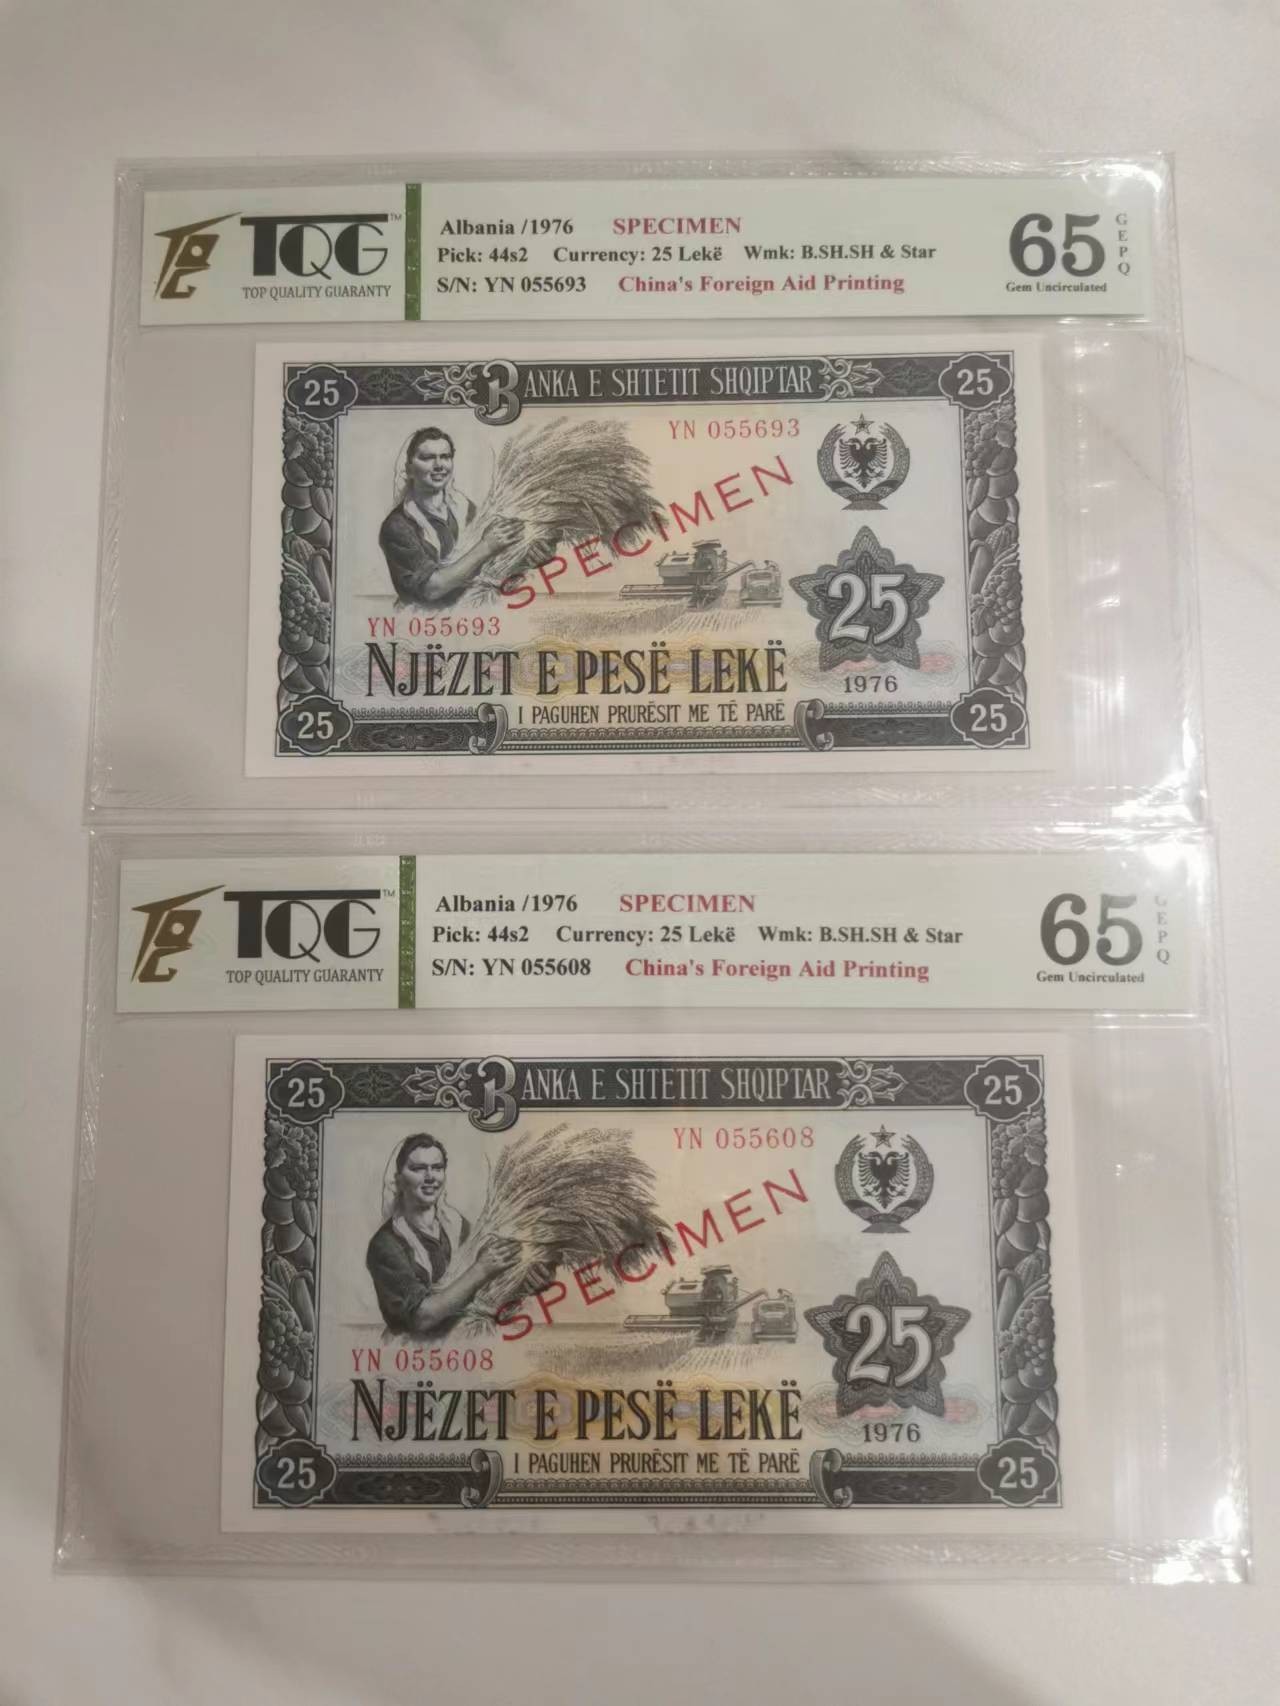 TQG™
TOP QUALITY GUARANTY
Albania /1976 SPECIMEN
Pick: 44s2 Currency: 25 Lekë Wmk: B.SH.SH & Star
S/N: YN 055693 China's Foreign Aid Printing
65 GEPQ
Gem Uncirculated
25 BANKA E SHTETIT SHQIPTAR 25
YN 055693
SPECIMEN
25
YN 055693
NJËZET E PESË LEKË 1976
25 I PAGUHEN PRURËSIT ME TË PARË 25
TQG™
TOP QUALITY GUARANTY
Albania /1976 SPECIMEN
Pick: 44s2 Currency: 25 Lekë Wmk: B.SH.SH & Star
S/N: YN 055608 China's Foreign Aid Printing
65 GEPQ
Gem Uncirculated
25 BANKA E SHTETIT SHQIPTAR 25
YN 055608
SPECIMEN
25
YN 055608
NJËZET E PESË LEKË 1976
25 I PAGUHEN PRURËSIT ME TË PARË 25